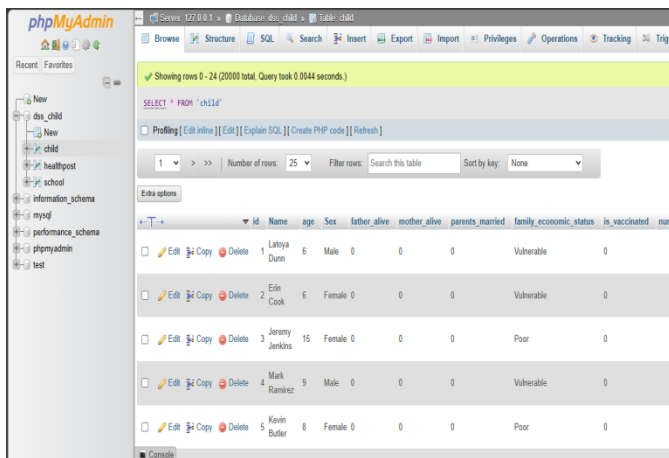 phpMyAdmin
Recent Favorites
New
dss_child
New
child
healthpost
school
information_schema
mysql
performance_schema
phpmyadmin
test
Server: 127.0.0.1 » Database: dss_child » Table: child
Browse Structure SQL Search Insert Export Import Privileges Operations Tracking Trig
Showing rows 0 - 24 (20000 total, Query took 0.0044 seconds.)
SELECT * FROM `child`
Profiling [ Edit inline ] [ Edit ] [ Explain SQL ] [ Create PHP code ] [ Refresh ]
1 > >> Number of rows: 25 Filter rows: Search this table Sort by key: None
Extra options
←T→ id Name age Sex father_alive mother_alive parents_married family_economic_status is_vaccinated nur
Edit Copy Delete 1 Latoya Dunn 6 Male 0 0 0 Vulnerable 0
Edit Copy Delete 2 Erin Cook 6 Female 0 0 0 Vulnerable 0
Edit Copy Delete 3 Jeremy Jenkins 15 Female 0 0 0 Poor 0
Edit Copy Delete 4 Mark Ramirez 9 Male 0 0 0 Vulnerable 0
Edit Copy Delete 5 Kevin Butler 8 Female 0 0 0 Poor 0
Console